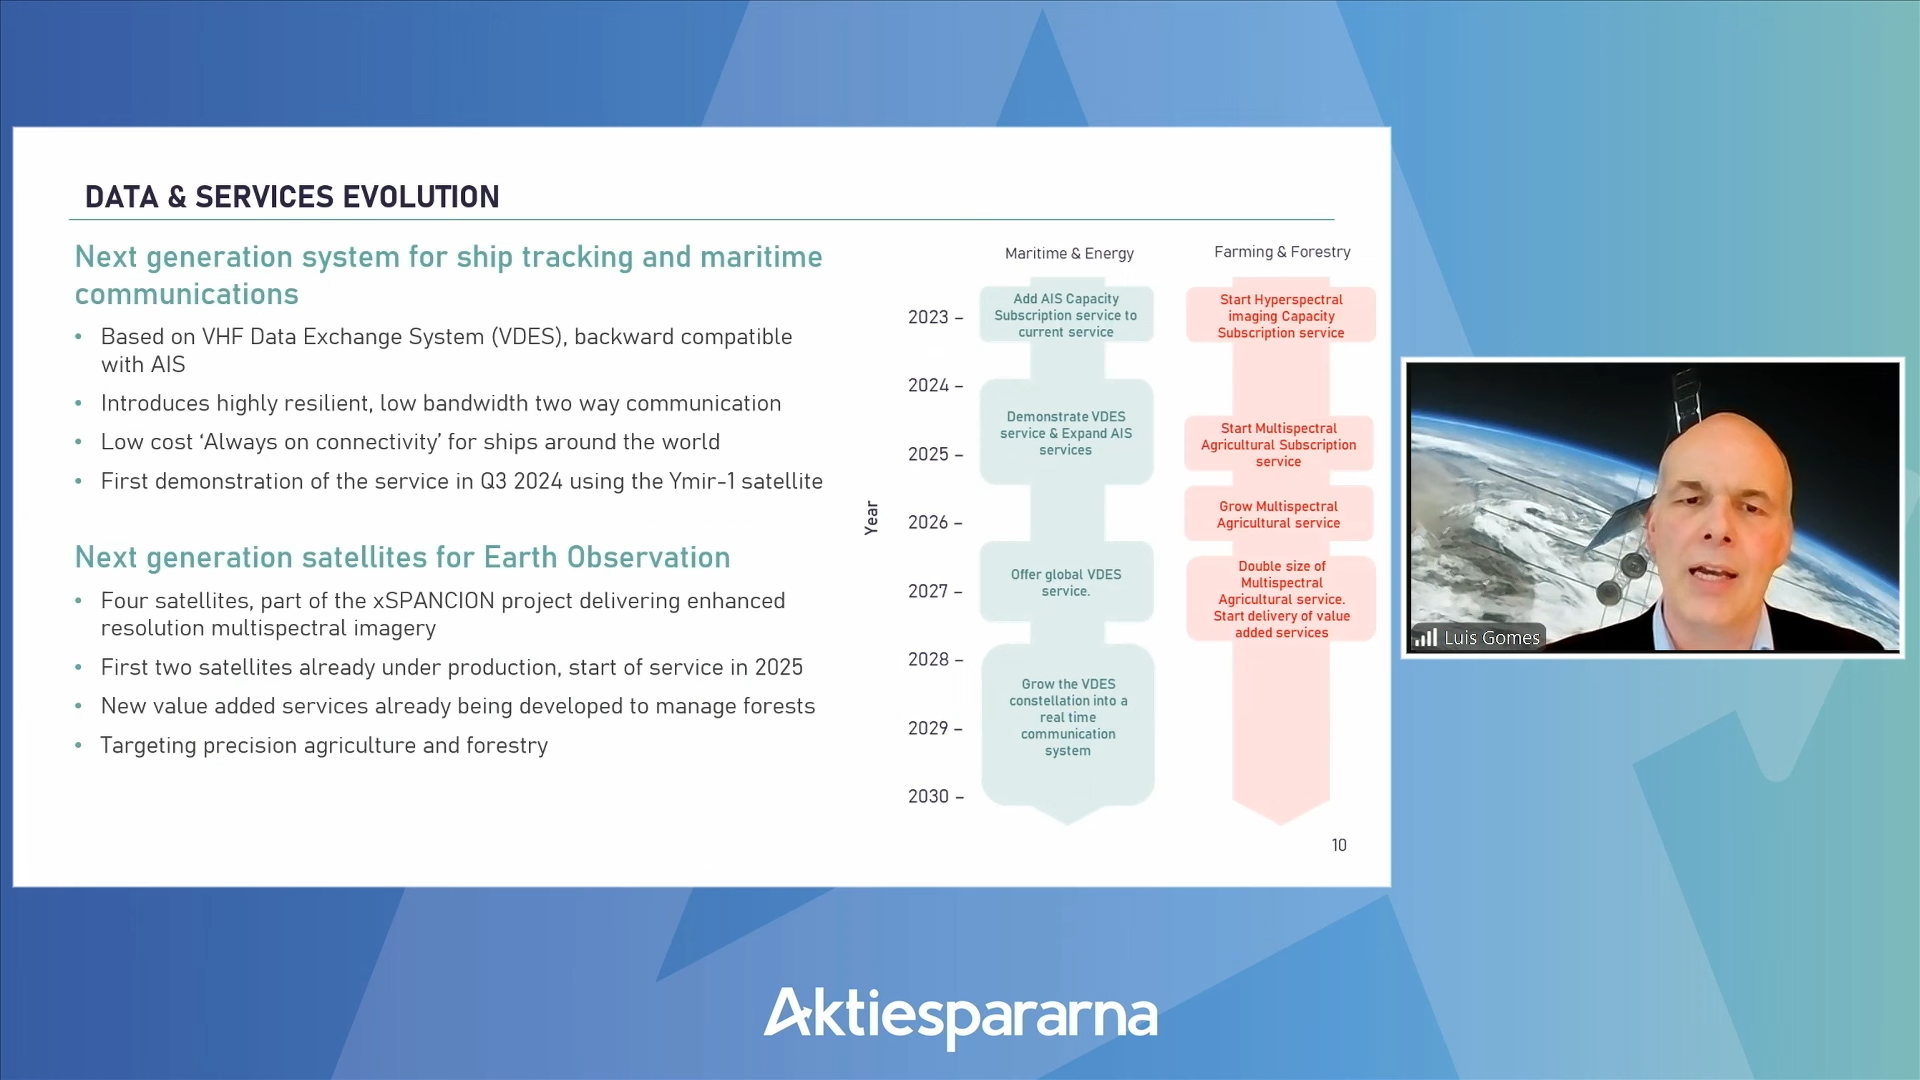 DATA & SERVICES EVOLUTION
Next generation system for ship tracking and maritime
communications
• Based on VHF Data Exchange System (VDES), backward compatible
with AIS
• Introduces highly resilient, low bandwidth two way communication
• Low cost ‘Always on connectivity’ for ships around the world
• First demonstration of the service in Q3 2024 using the Ymir-1 satellite
Next generation satellites for Earth Observation
• Four satellites, part of the xSPANCION project delivering enhanced
resolution multispectral imagery
• First two satellites already under production, start of service in 2025
• New value added services already being developed to manage forests
• Targeting precision agriculture and forestry
Year
2023 –
2024 –
2025 –
2026 –
2027 –
2028 –
2029 –
2030 –
Maritime & Energy
Add AIS Capacity
Subscription service to
current service
Demonstrate VDES
service & Expand AIS
services
Offer global VDES
service.
Grow the VDES
constellation into a
real time
communication
system
Farming & Forestry
Start Hyperspectral
imaging Capacity
Subscription service
Start Multispectral
Agricultural Subscription
service
Grow Multispectral
Agricultural service
Double size of
Multispectral
Agricultural service.
Start delivery of value
added services
10
Luis Gomes
Aktiespararna